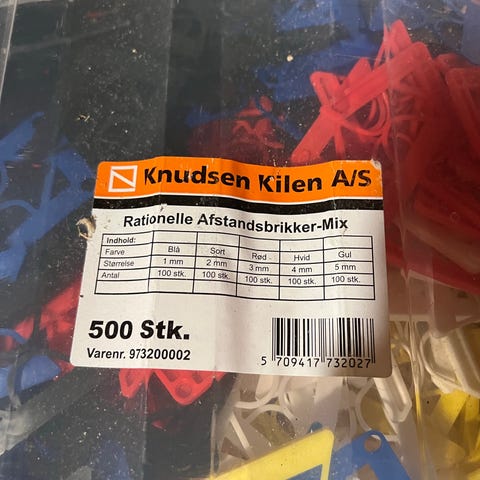 Knudsen Kilen A/S
Rationelle Afstandsbrikker-Mix
Indhold:
Farve Blå Sort Rød Hvid Gul
Størrelse 1 mm 2 mm 3 mm 4 mm 5 mm
Antal 100 stk. 100 stk. 100 stk. 100 stk. 100 stk.
500 Stk.
Varenr. 973200002
5 709417 732027